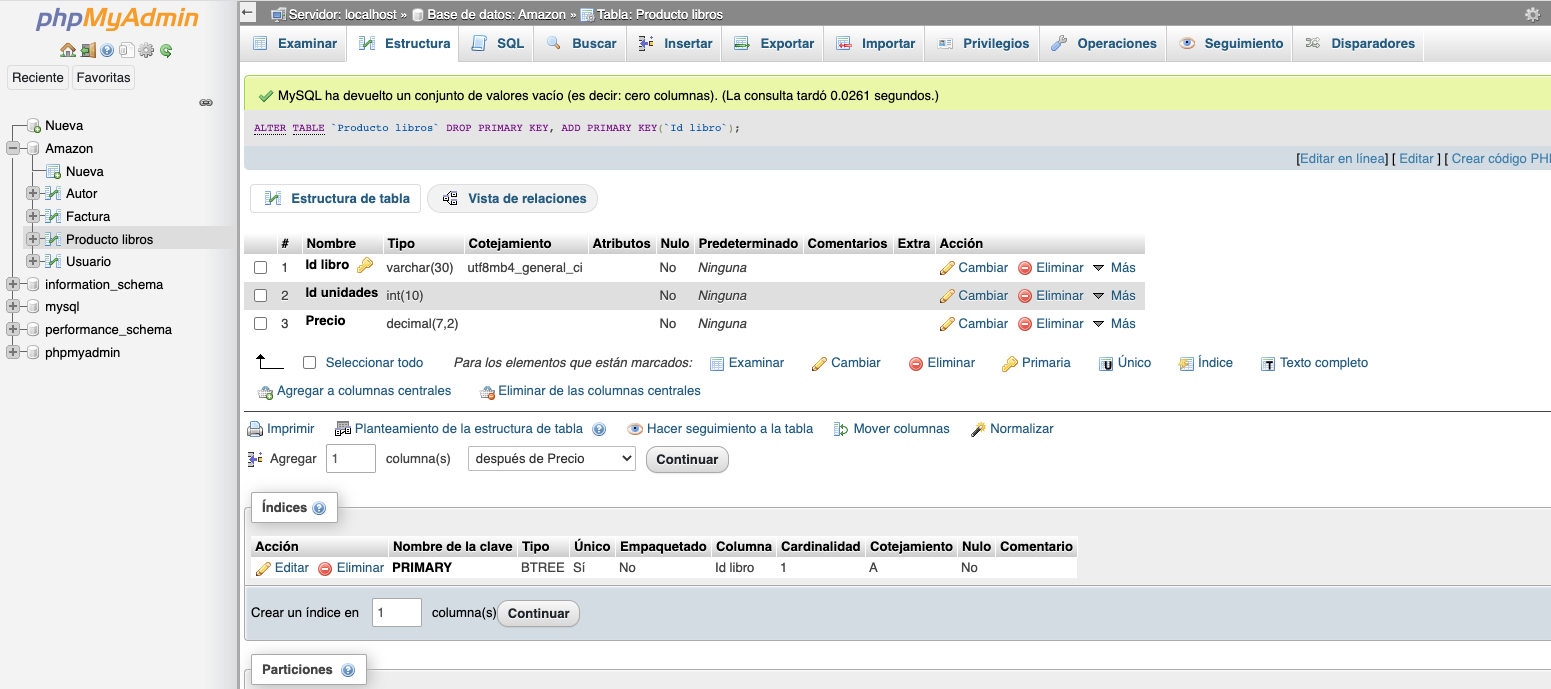 phpMyAdmin
Reciente Favoritas
Nueva
Amazon
Nueva
Autor
Factura
Producto libros
Usuario
information_schema
mysql
performance_schema
phpmyadmin
Servidor: localhost » Base de datos: Amazon » Tabla: Producto libros
Examinar Estructura SQL Buscar Insertar Exportar Importar Privilegios Operaciones Seguimiento Disparadores
MySQL ha devuelto un conjunto de valores vacío (es decir: cero columnas). (La consulta tardó 0.0261 segundos.)
ALTER TABLE `Producto libros` DROP PRIMARY KEY, ADD PRIMARY KEY(`Id libro`);
[Editar en línea] [ Editar ] [ Crear código PH
Estructura de tabla Vista de relaciones
# Nombre Tipo Cotejamiento Atributos Nulo Predeterminado Comentarios Extra Acción
1 Id libro varchar(30) utf8mb4_general_ci No Ninguna Cambiar Eliminar Más
2 Id unidades int(10) No Ninguna Cambiar Eliminar Más
3 Precio decimal(7,2) No Ninguna Cambiar Eliminar Más
Seleccionar todo Para los elementos que están marcados: Examinar Cambiar Eliminar Primaria Único Índice Texto completo
Agregar a columnas centrales Eliminar de las columnas centrales
Imprimir Planteamiento de la estructura de tabla Hacer seguimiento a la tabla Mover columnas Normalizar
Agregar 1 columna(s) después de Precio Continuar
Índices
Acción Nombre de la clave Tipo Único Empaquetado Columna Cardinalidad Cotejamiento Nulo Comentario
Editar Eliminar PRIMARY BTREE Sí No Id libro 1 A No
Crear un índice en 1 columna(s) Continuar
Particiones